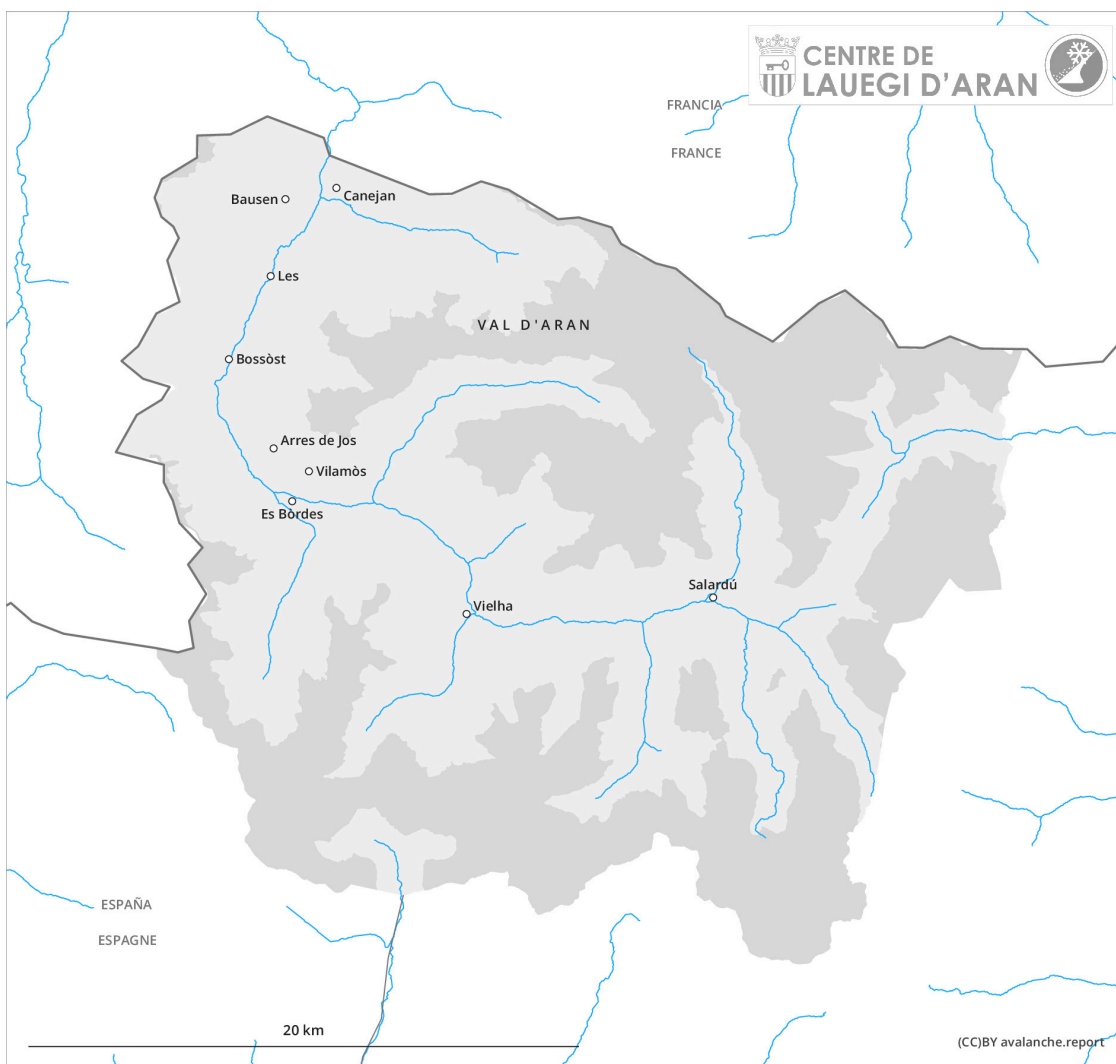 CENTRE DE
LAUEGI D'ARAN
FRANCIA
FRANCE
Bausen
Canejan
Les
VAL D'ARAN
Bossòst
Arres de Jos
Vilamòs
Es Bòrdes
Salardú
Vielha
ESPAÑA
ESPAGNE
20 km
(CC)BY avalanche.report